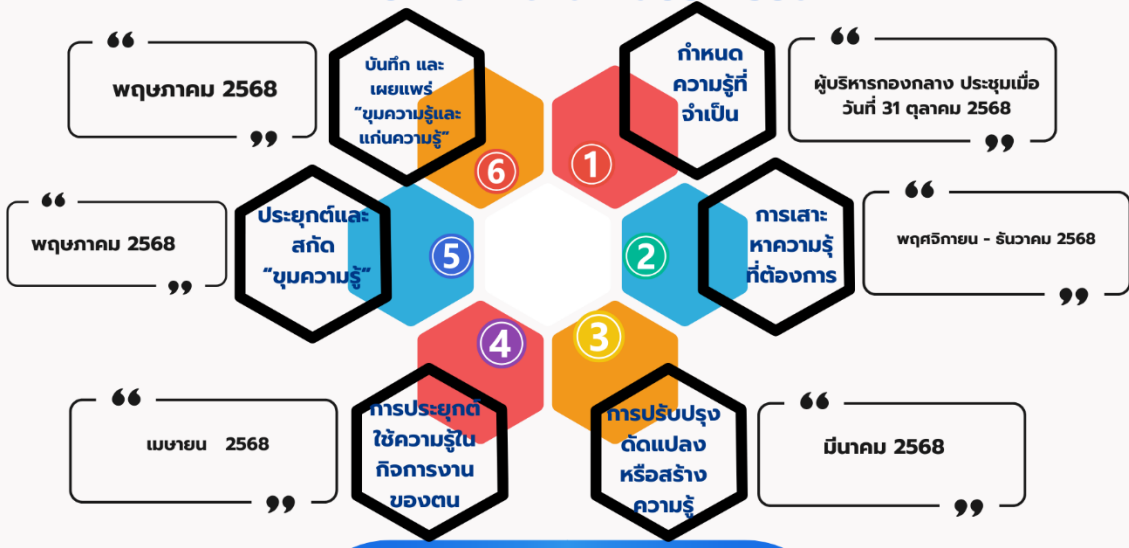 1
กำหนด
ความรู้ที่
จำเป็น
“ผู้บริหารกองกลาง ประชุมเมื่อ
วันที่ 31 ตุลาคม 2568”
2
การเสาะ
หาความรู้
ที่ต้องการ
“พฤศจิกายน - ธันวาคม 2568”
3
การปรับปรุง
ดัดแปลง
หรือสร้าง
ความรู้
“มีนาคม 2568”
4
การประยุกต์
ใช้ความรู้ใน
กิจการงาน
ของตน
“เมษายน 2568”
5
ประยุกต์และ
สกัด
“ขุมความรู้”
“พฤษภาคม 2568”
6
บันทึก และ
เผยแพร่
“ขุมความรู้และ
แก่นความรู้”
“พฤษภาคม 2568”